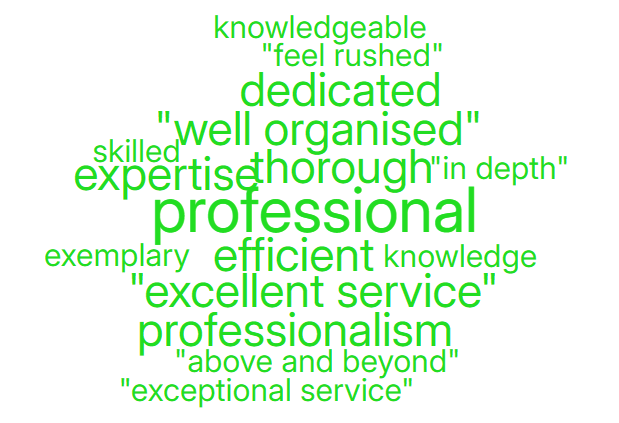 knowledgeable
"feel rushed"
dedicated
"well organised"
skilled
expertise thorough "in depth"
professional
exemplary efficient knowledge
"excellent service"
professionalism
"above and beyond"
"exceptional service"